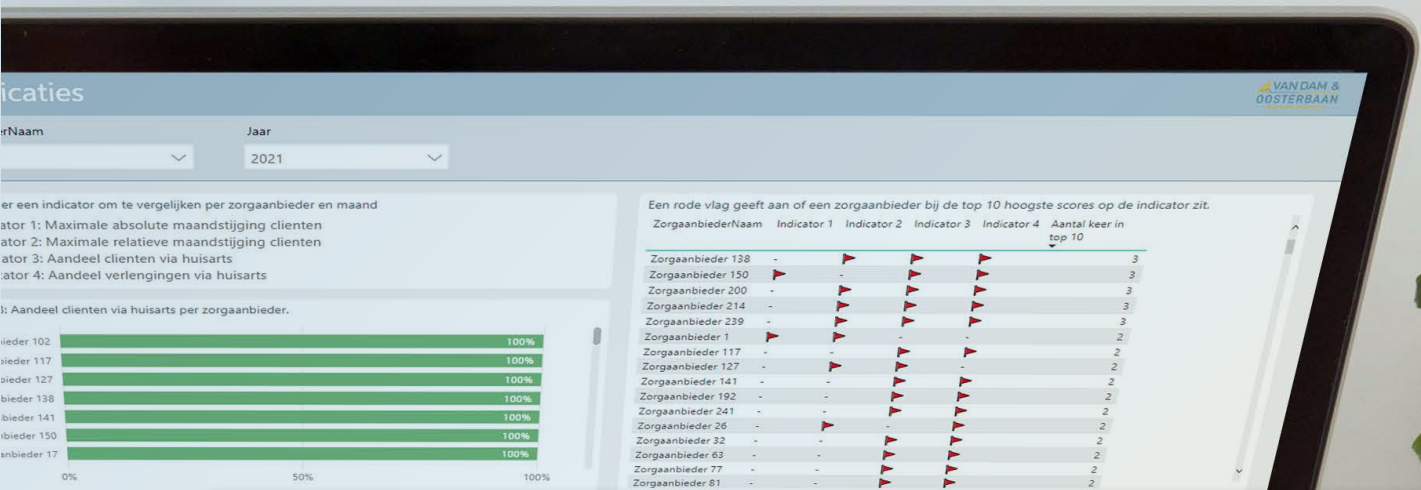 icaties
VAN DAM &
OOSTERBAAN
erNaam
Jaar
2021
er een indicator om te vergelijken per zorgaanbieder en maand
ator 1: Maximale absolute maandstijging clienten
ator 2: Maximale relatieve maandstijging clienten
ator 3: Aandeel clienten via huisarts
ator 4: Aandeel verlengingen via huisarts
3: Aandeel clienten via huisarts per zorgaanbieder.
ieder 102 100%
bieder 117 100%
bieder 127 100%
bieder 138 100%
bieder 141 100%
bieder 150 100%
anbieder 17 100%
0% 50% 100%
Een rode vlag geeft aan of een zorgaanbieder bij de top 10 hoogste scores op de indicator zit.
ZorgaanbiederNaam Indicator 1 Indicator 2 Indicator 3 Indicator 4 Aantal keer in
top 10
Zorgaanbieder 138 - 3
Zorgaanbieder 150 - 3
Zorgaanbieder 200 - 3
Zorgaanbieder 214 - 3
Zorgaanbieder 239 - 3
Zorgaanbieder 1 - - 2
Zorgaanbieder 117 - - 2
Zorgaanbieder 127 - - 2
Zorgaanbieder 141 - - 2
Zorgaanbieder 192 - - 2
Zorgaanbieder 241 - - 2
Zorgaanbieder 26 - - 2
Zorgaanbieder 32 - - 2
Zorgaanbieder 63 - - 2
Zorgaanbieder 77 - - 2
Zorgaanbieder 81 - - 2